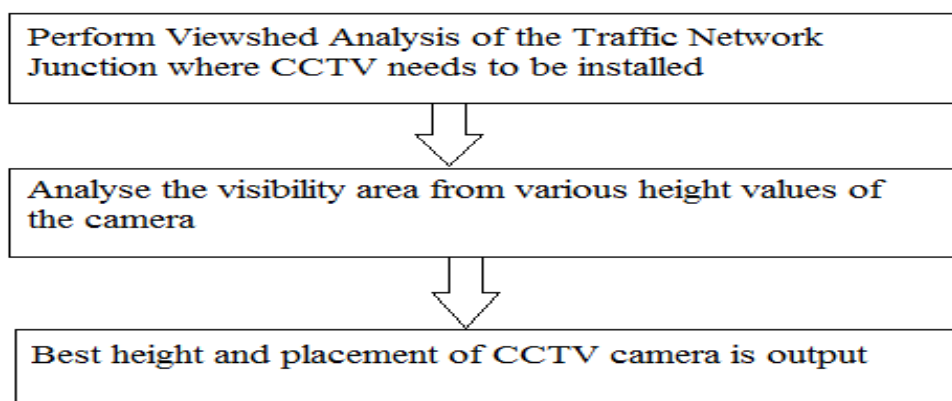 Perform Viewshed Analysis of the Traffic Network
Junction where CCTV needs to be installed
Analyse the visibility area from various height values of
the camera
Best height and placement of CCTV camera is output